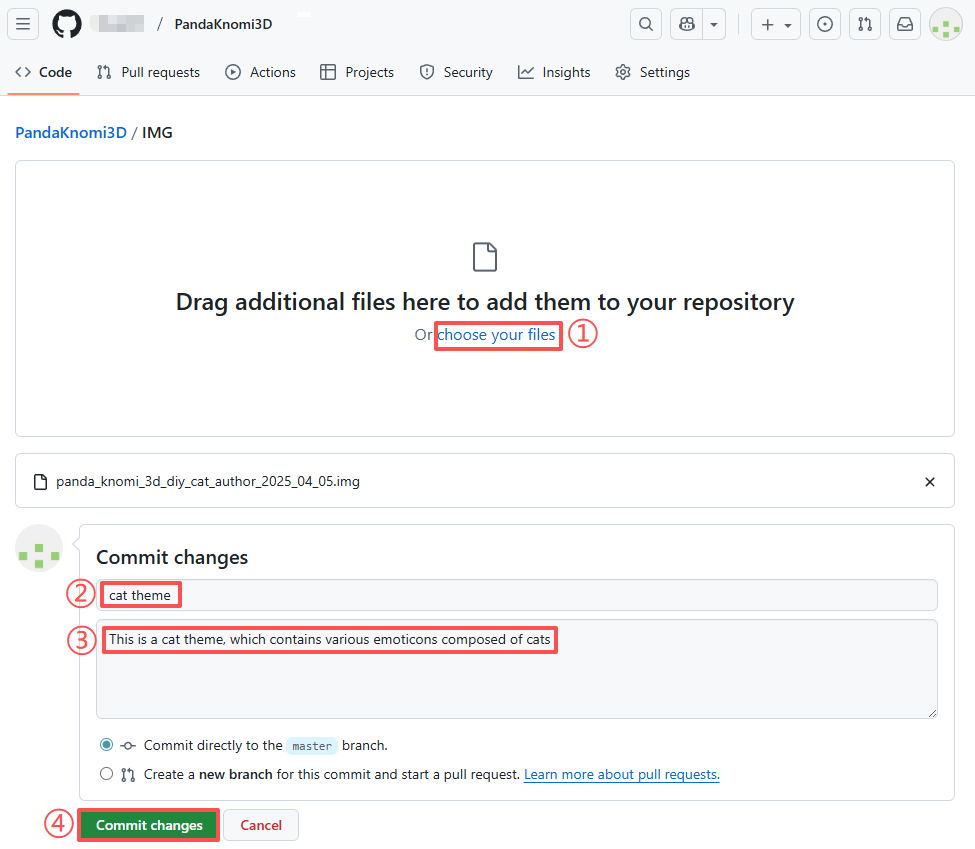 / PandaKnomi3D
Code Pull requests Actions Projects Security Insights Settings
PandaKnomi3D / IMG
Drag additional files here to add them to your repository
Or choose your files ①
panda_knomi_3d_diy_cat_author_2025_04_05.img
Commit changes
② cat theme
③ This is a cat theme, which contains various emoticons composed of cats
Commit directly to the master branch.
Create a new branch for this commit and start a pull request. Learn more about pull requests.
④ Commit changes Cancel